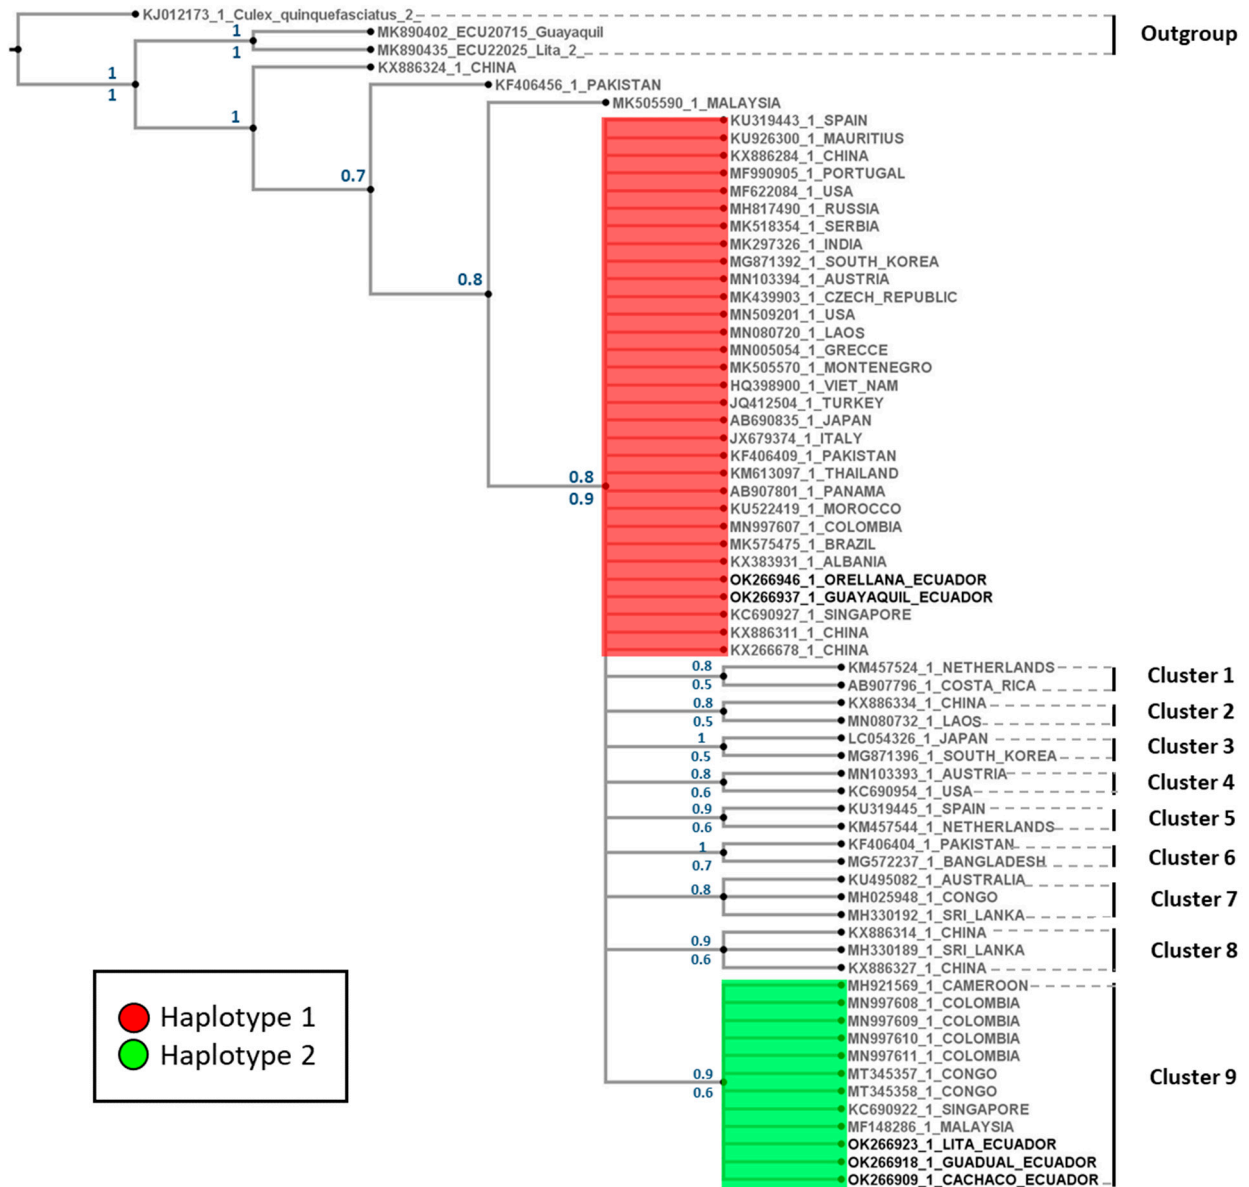 KJ012173_1_Culex_quinquefasciatus_2_
1
MK890402_ECU20715_Guayaquil
Outgroup
1
MK890435_ECU22025_Lita_2_
KX886324_1_CHINA
1
1
KF406456_1_PAKISTAN
MK505590_1_MALAYSIA
1
KU319443_1_SPAIN
KU926300_1_MAURITIUS
KX886284_1_CHINA
0.7
MF990905_1_PORTUGAL
MF622084_1_USA
MH817490_1_RUSSIA
MK518354_1_SERBIA
MK297326_1_INDIA
MG871392_1_SOUTH_KOREA
0.8
MN103394_1_AUSTRIA
MK439903_1_CZECH_REPUBLIC
MN509201_1_USA
MN080720_1_LAOS
MN005054_1_GRECCE
MK505570_1_MONTENEGRO
HQ398900_1_VIET_NAM
JQ412504_1_TURKEY
AB690835_1_JAPAN
JX679374_1_ITALY
KF406409_1_PAKISTAN
0.8
KM613097_1_THAILAND
0.9
AB907801_1_PANAMA
KU522419_1_MOROCCO
MN997607_1_COLOMBIA
MK575475_1_BRAZIL
KX383931_1_ALBANIA
OK266946_1_ORELLANA_ECUADOR
OK266937_1_GUAYAQUIL_ECUADOR
KC690927_1_SINGAPORE
KX886311_1_CHINA
KX266678_1_CHINA
0.8
KM457524_1_NETHERLANDS
Cluster 1
0.5
AB907796_1_COSTA_RICA
0.8
KX886334_1_CHINA
Cluster 2
0.5
MN080732_1_LAOS
1
LC054326_1_JAPAN
Cluster 3
0.5
MG871396_1_SOUTH_KOREA
0.8
MN103393_1_AUSTRIA
Cluster 4
0.6
KC690954_1_USA
0.9
KU319445_1_SPAIN
Cluster 5
0.6
KM457544_1_NETHERLANDS
1
KF406404_1_PAKISTAN
Cluster 6
0.7
MG572237_1_BANGLADESH
KU495082_1_AUSTRALIA
0.8
MH025948_1_CONGO
Cluster 7
MH330192_1_SRI_LANKA
KX886314_1_CHINA
0.9
MH330189_1_SRI_LANKA
Cluster 8
0.6
KX886327_1_CHINA
MH921569_1_CAMEROON
MN997608_1_COLOMBIA
MN997609_1_COLOMBIA
MN997610_1_COLOMBIA
MN997611_1_COLOMBIA
0.9
MT345357_1_CONGO
Cluster 9
0.6
MT345358_1_CONGO
KC690922_1_SINGAPORE
MF148286_1_MALAYSIA
OK266923_1_LITA_ECUADOR
OK266918_1_GUADUAL_ECUADOR
OK266909_1_CACHACO_ECUADOR
Haplotype 1
Haplotype 2